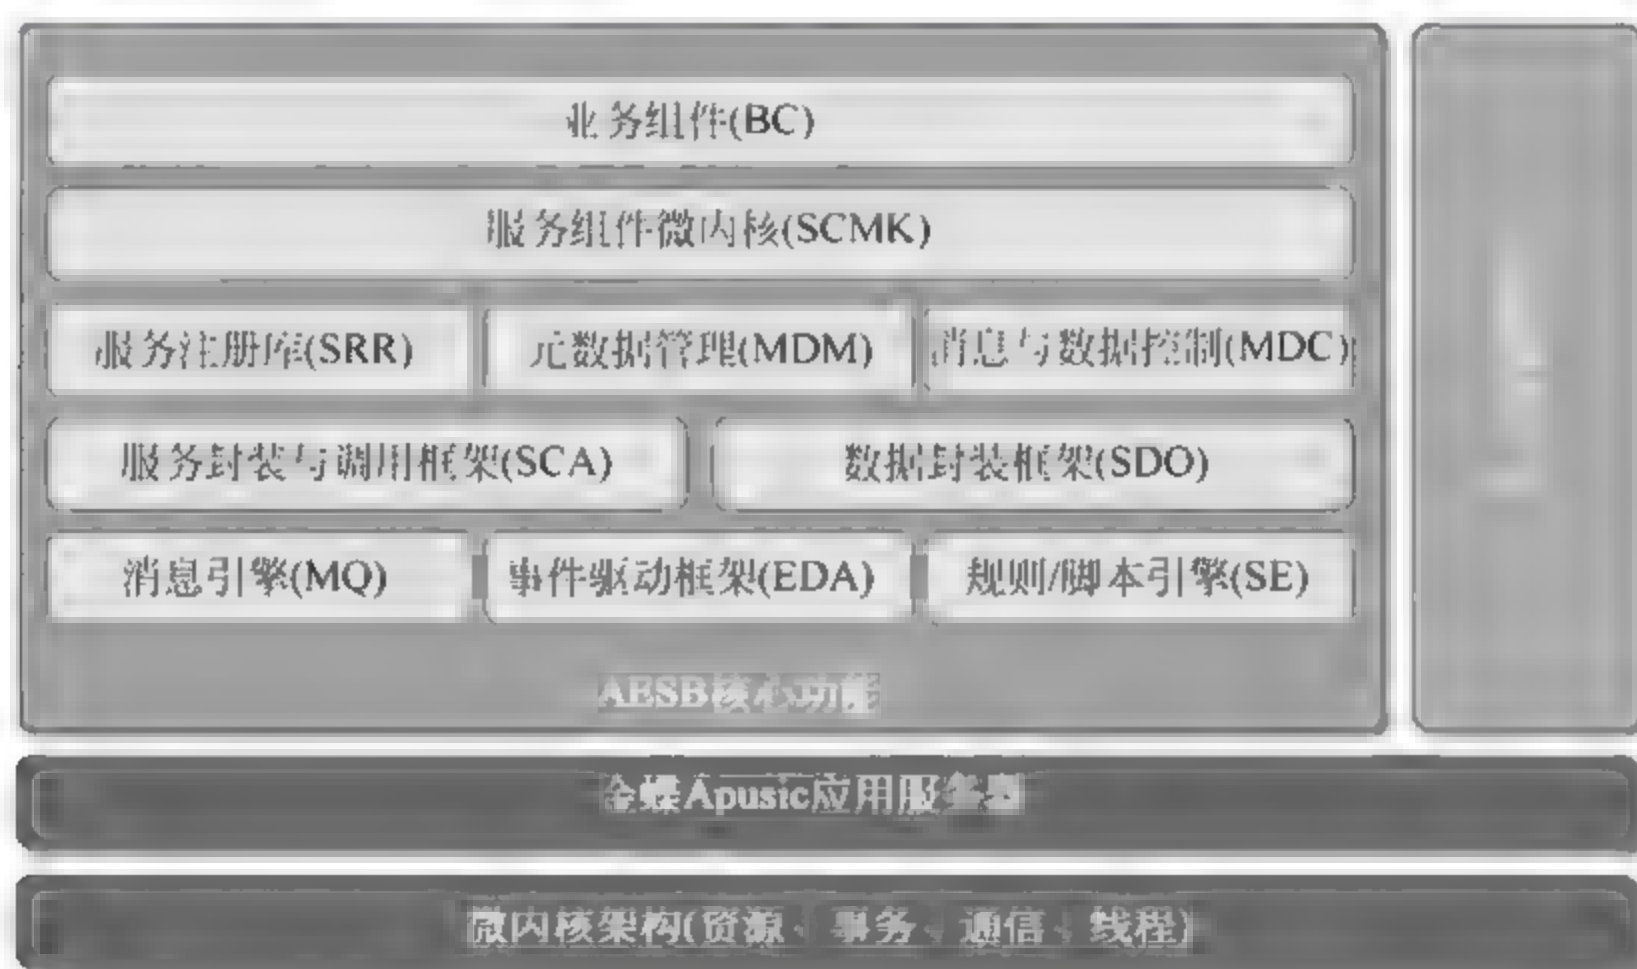 业务组件(BC)
服务组件微内核(SCMK)
服务注册库(SRR) 元数据管理(MDM) 消息与数据控制(MDC)
服务封装与调用框架(SCA) 数据封装框架(SDO)
消息引擎(MQ) 事件驱动框架(EDA) 规则/脚本引擎(SE)
AESB核心功能
金蝶Apusic应用服务器
微内核架构(资源、事务、通信、线程)